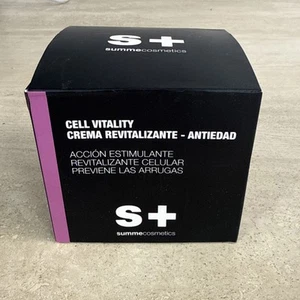 s+
summecosmetics
CELL VITALITY
CREMA REVITALIZANTE - ANTIEDAD
ACCIÓN ESTIMULANTE
REVITALIZANTE CELULAR
PREVIENE LAS ARRUGAS
s+
summecosmetics